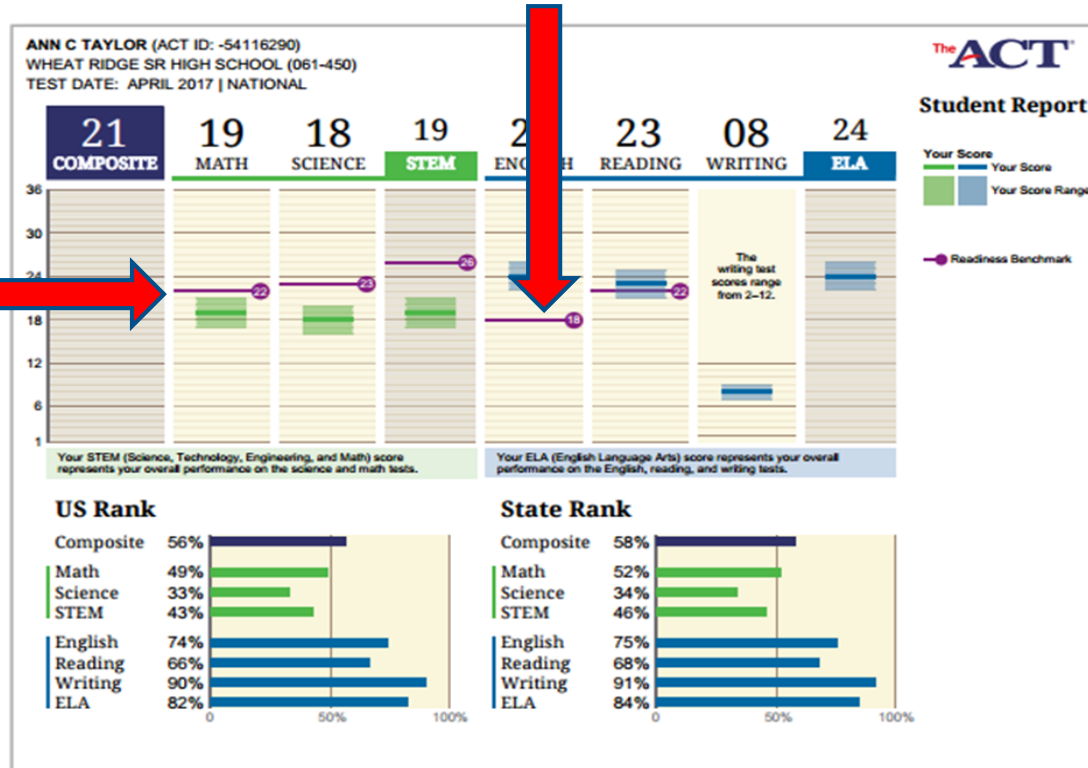 ANN C TAYLOR (ACT ID: -54116290)
WHEAT RIDGE SR HIGH SCHOOL (061-450)
TEST DATE: APRIL 2017 | NATIONAL
The ACT
Student Report
21 19 18 19 23 08 24
COMPOSITE MATH SCIENCE STEM READING WRITING ELA
Your Score
Your Score
Your Score Range
Readiness Benchmark
36
30
24
18
12
6
1
22
23
26
18
22
The
writing test
scores range
from 2–12.
Your STEM (Science, Technology, Engineering, and Math) score
represents your overall performance on the science and math tests.
Your ELA (English Language Arts) score represents your overall
performance on the English, reading, and writing tests.
US Rank
Composite 56%
Math 49%
Science 33%
STEM 43%
English 74%
Reading 66%
Writing 90%
ELA 82%
0 50% 100%
State Rank
Composite 58%
Math 52%
Science 34%
STEM 46%
English 75%
Reading 68%
Writing 91%
ELA 84%
0 50% 100%